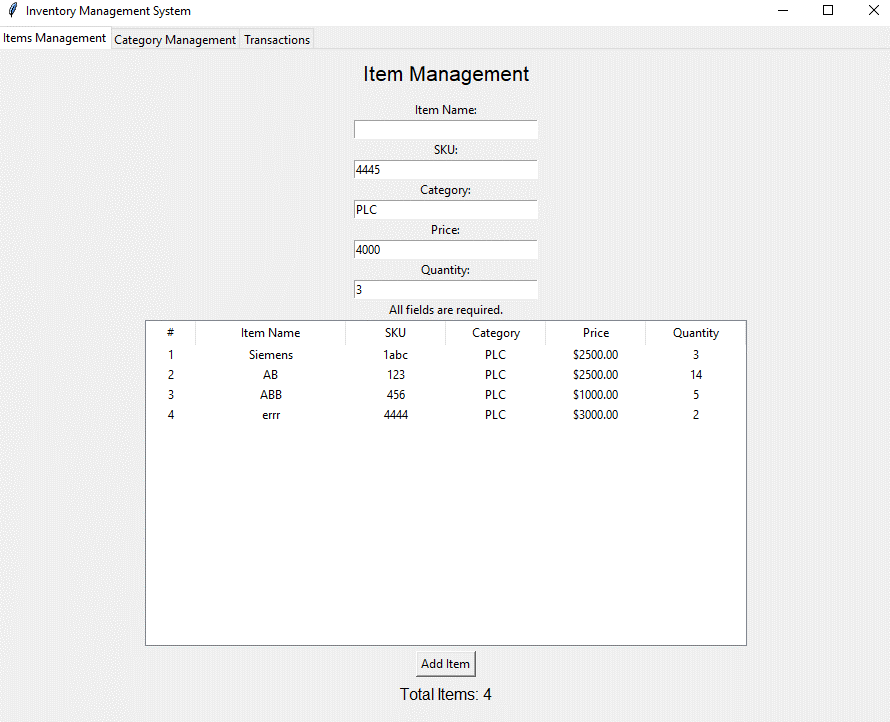 Inventory Management System
Items Management Category Management Transactions
Item Management
Item Name:
SKU:
4445
Category:
PLC
Price:
4000
Quantity:
3
All fields are required.
# Item Name SKU Category Price Quantity
1 Siemens 1abc PLC $2500.00 3
2 AB 123 PLC $2500.00 14
3 ABB 456 PLC $1000.00 5
4 errr 4444 PLC $3000.00 2
Add Item
Total Items: 4